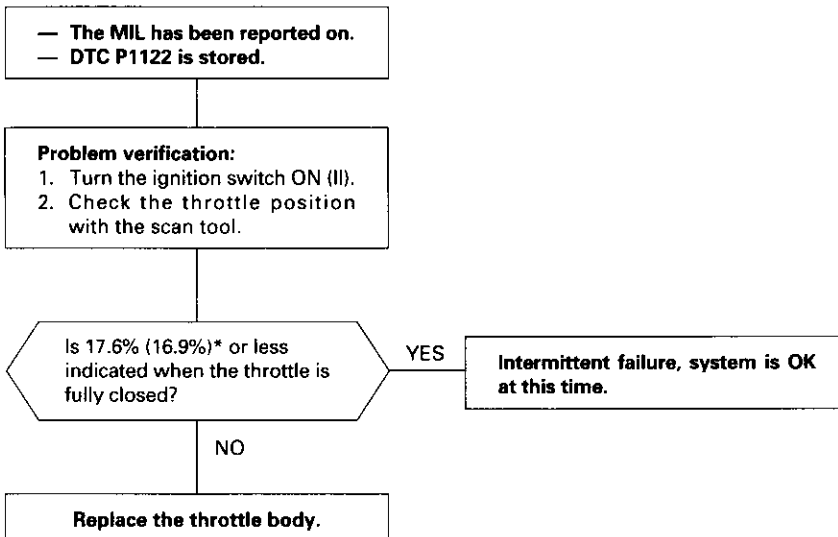 — The MIL has been reported on.
— DTC P1122 is stored.
Problem verification:
1. Turn the ignition switch ON (II).
2. Check the throttle position
with the scan tool.
Is 17.6% (16.9%)* or less
indicated when the throttle is
fully closed?
YES
Intermittent failure, system is OK
at this time.
NO
Replace the throttle body.